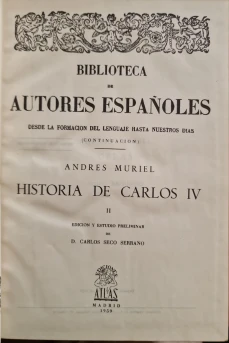 BIBLIOTECA
DE
AUTORES ESPAÑOLES
DESDE LA FORMACION DEL LENGUAJE HASTA NUESTROS DIAS
(CONTINUACION)
ANDRES MURIEL
HISTORIA DE CARLOS IV
II
EDICION Y ESTUDIO PRELIMINAR
DE
D. CARLOS SECO SERRANO
EDICIONES
ATLAS
MADRID
1959